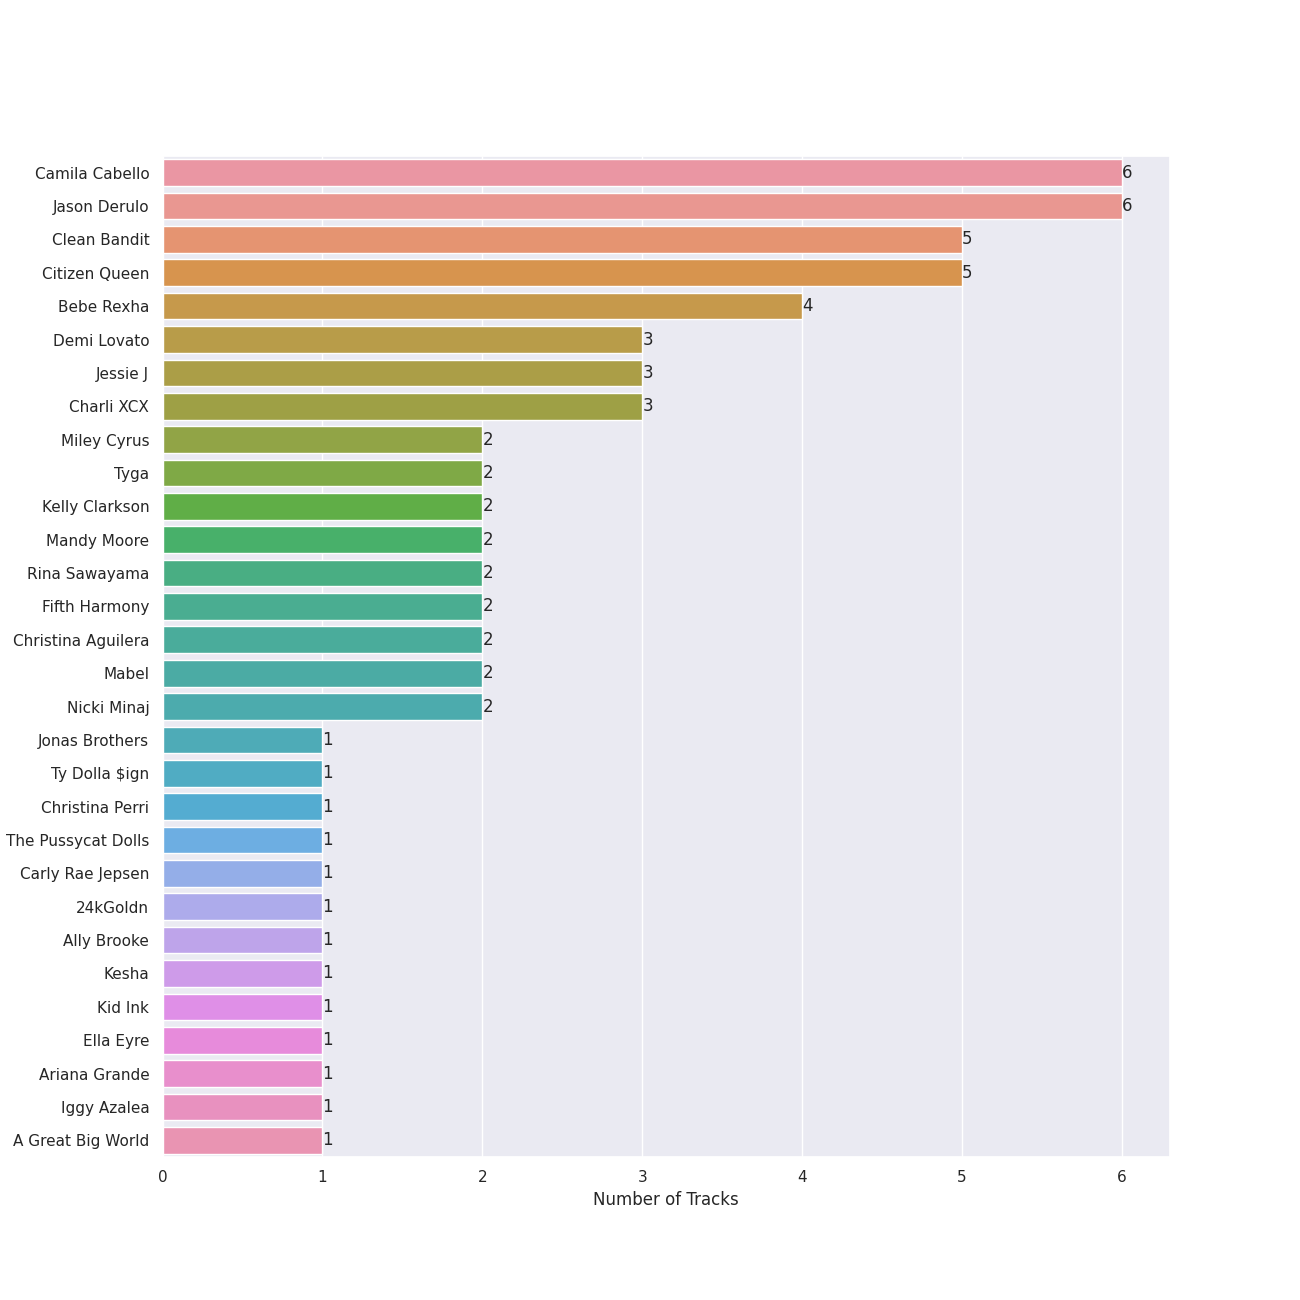 Camila Cabello 6
Jason Derulo 6
Clean Bandit 5
Citizen Queen 5
Bebe Rexha 4
Demi Lovato 3
Jessie J 3
Charli XCX 3
Miley Cyrus 2
Tyga 2
Kelly Clarkson 2
Mandy Moore 2
Rina Sawayama 2
Fifth Harmony 2
Christina Aguilera 2
Mabel 2
Nicki Minaj 2
Jonas Brothers 1
Ty Dolla $ign 1
Christina Perri 1
The Pussycat Dolls 1
Carly Rae Jepsen 1
24kGoldn 1
Ally Brooke 1
Kesha 1
Kid Ink 1
Ella Eyre 1
Ariana Grande 1
Iggy Azalea 1
A Great Big World 1
0 1 2 3 4 5 6
Number of Tracks